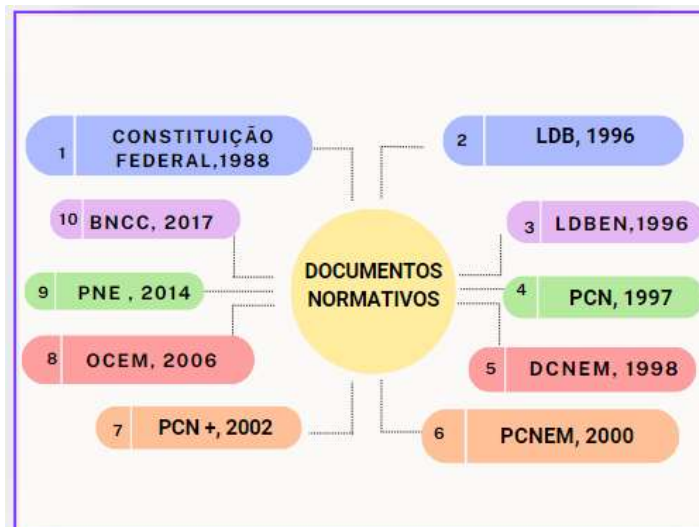 1 CONSTITUIÇÃO
FEDERAL,1988
2 LDB, 1996
10 BNCC, 2017
3 LDBEN,1996
DOCUMENTOS
NORMATIVOS
9 PNE , 2014
4 PCN, 1997
8 OCEM, 2006
5 DCNEM, 1998
7 PCN +, 2002
6 PCNEM, 2000